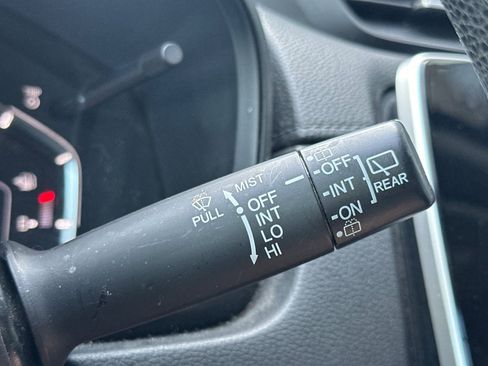 MIST
PULL
OFF
INT
LO
HI
-OFF
-INT
-ON
REAR